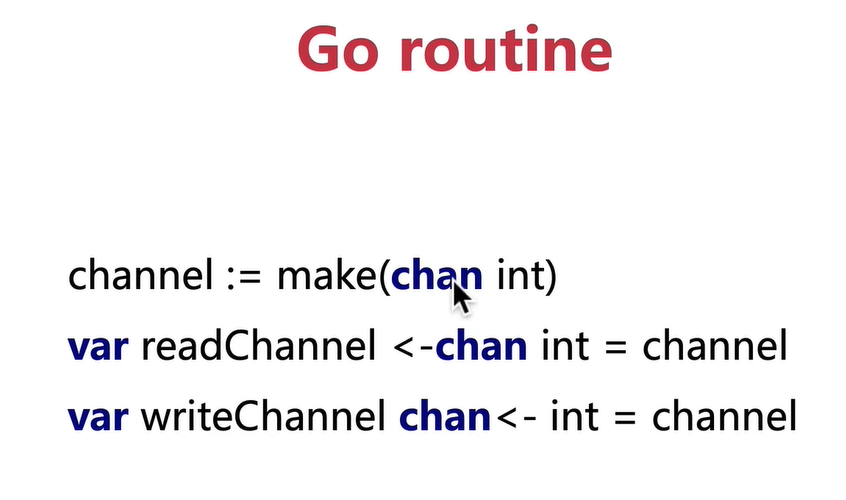 Go routine
channel := make(chan int)
var readChannel <-chan int = channel
var writeChannel chan<- int = channel